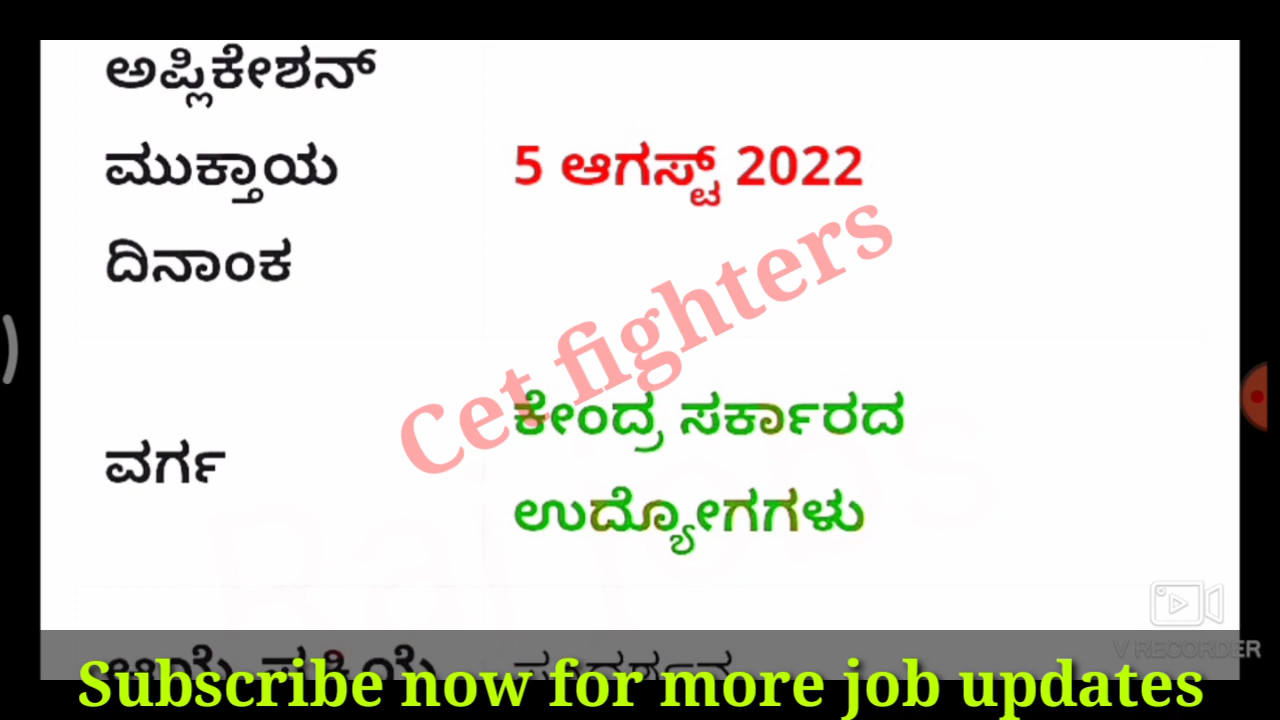 ಅಪ್ಲಿಕೇಶನ್
ಮುಕ್ತಾಯ
ದಿನಾಂಕ
5 ಆಗಸ್ಟ್ 2022
Cet fighters
ವರ್ಗ
ಕೇಂದ್ರ ಸರ್ಕಾರದ
ಉದ್ಯೋಗಗಳು
V RECORDER
Subscribe now for more job updates